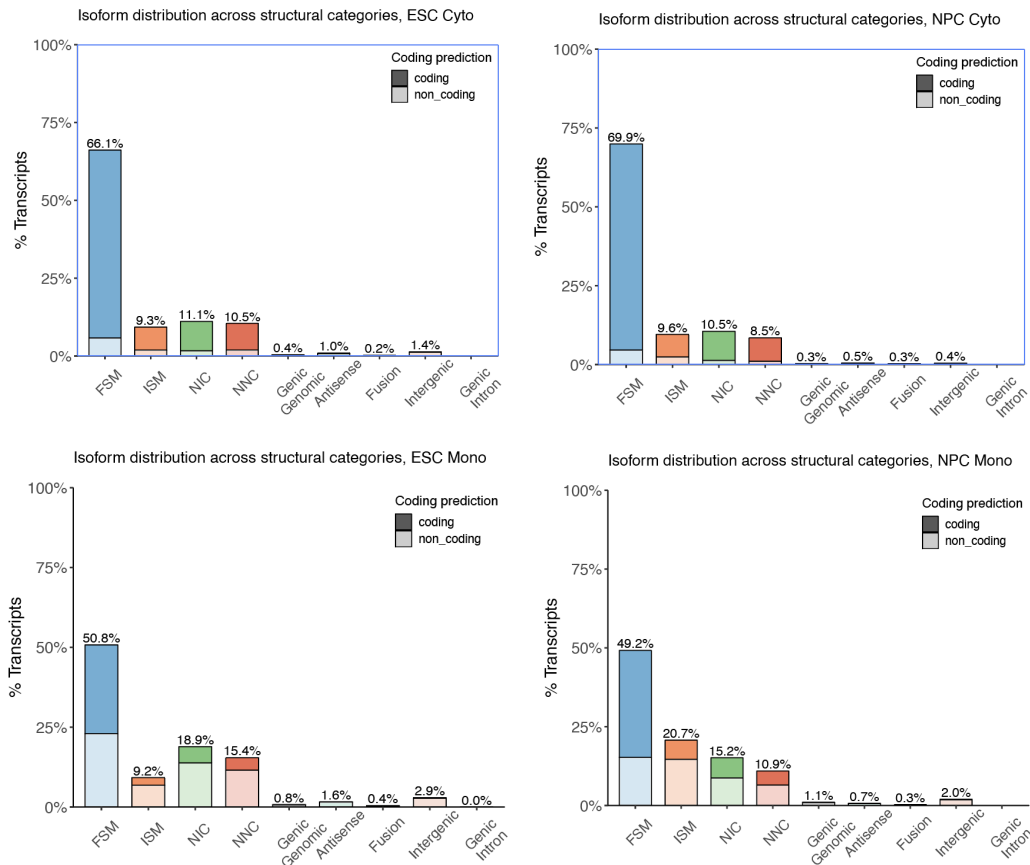 Isoform distribution across structural categories, ESC Cyto
100%
75%
50%
25%
0%
% Transcripts
Coding prediction
coding
non_coding
66.1%
9.3%
11.1%
10.5%
0.4%
1.0%
0.2%
1.4%
FSM
ISM
NIC
NNC
Genic
Genomic
Antisense
Fusion
Intergenic
Genic
Intron
Isoform distribution across structural categories, NPC Cyto
100%
75%
50%
25%
0%
% Transcripts
Coding prediction
coding
non_coding
69.9%
9.6%
10.5%
8.5%
0.3%
0.5%
0.3%
0.4%
FSM
ISM
NIC
NNC
Genic
Genomic
Antisense
Fusion
Intergenic
Genic
Intron
Isoform distribution across structural categories, ESC Mono
100%
75%
50%
25%
0%
% Transcripts
Coding prediction
coding
non_coding
50.8%
9.2%
18.9%
15.4%
0.8%
1.6%
0.4%
2.9%
0.0%
FSM
ISM
NIC
NNC
Genic
Genomic
Antisense
Fusion
Intergenic
Genic
Intron
Isoform distribution across structural categories, NPC Mono
100%
75%
50%
25%
0%
% Transcripts
Coding prediction
coding
non_coding
49.2%
20.7%
15.2%
10.9%
1.1%
0.7%
0.3%
2.0%
FSM
ISM
NIC
NNC
Genic
Genomic
Antisense
Fusion
Intergenic
Genic
Intron